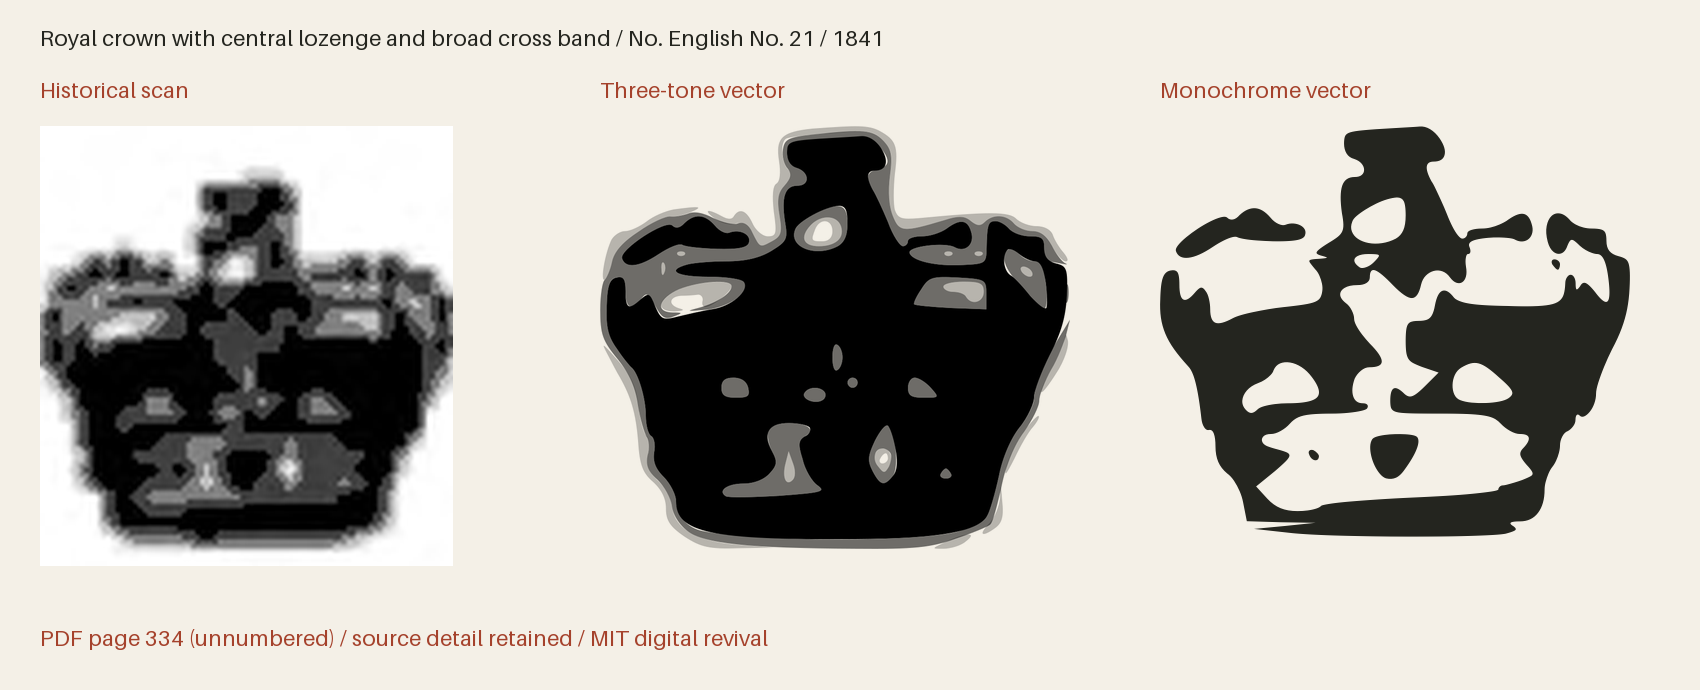 Royal crown with central lozenge and broad cross band / No. English No. 21 / 1841
Historical scan
Three-tone vector
Monochrome vector
PDF page 334 (unnumbered) / source detail retained / MIT digital revival